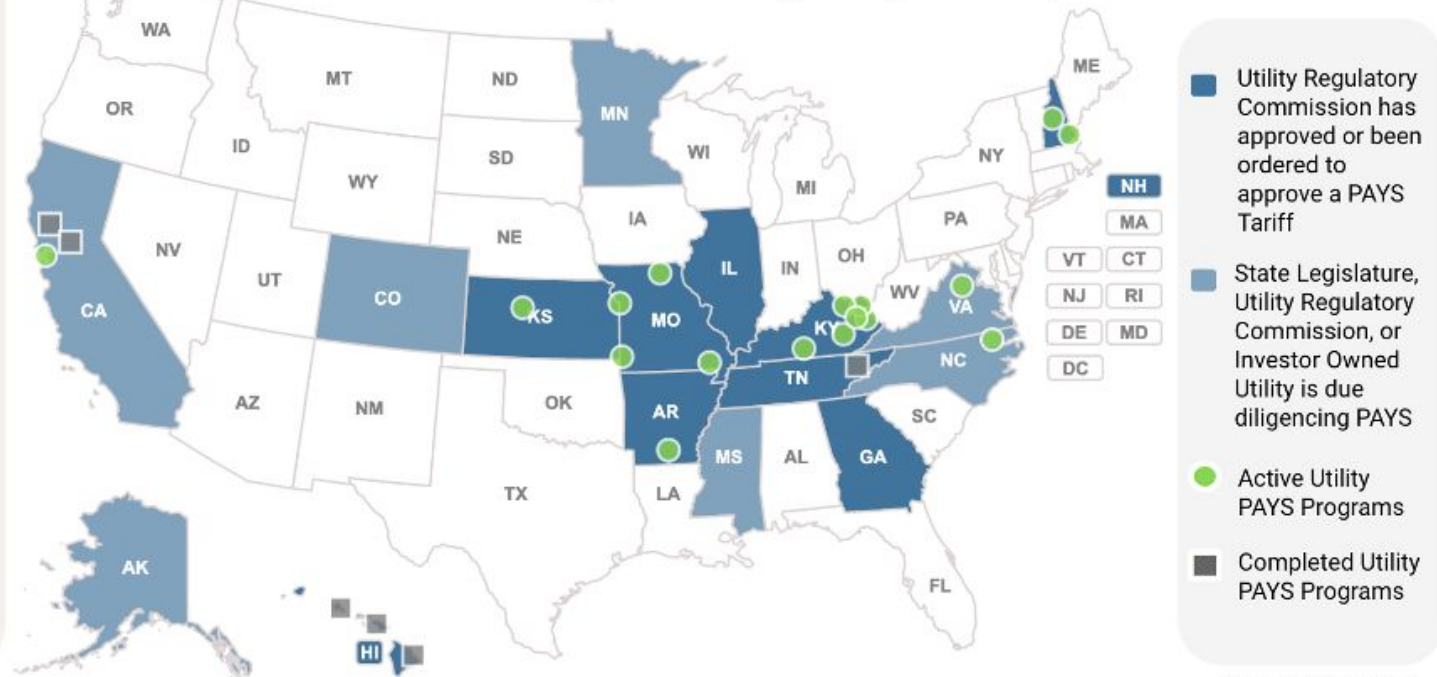 WA
MT
ND
MN
ME
OR
ID
SD
WI
NY
WY
MI
NH
IA
PA
MA
NE
NV
OH
IL
IN
VT
CT
UT
CO
WV
NJ
RI
CA
KS
MO
KY
VA
DE
MD
NC
DC
TN
AZ
NM
OK
AR
SC
MS
AL
GA
TX
LA
AK
FL
HI
Utility Regulatory
Commission has
approved or been
ordered to
approve a PAYS
Tariff
State Legislature,
Utility Regulatory
Commission, or
Investor Owned
Utility is due
diligencing PAYS
Active Utility
PAYS Programs
Completed Utility
PAYS Programs